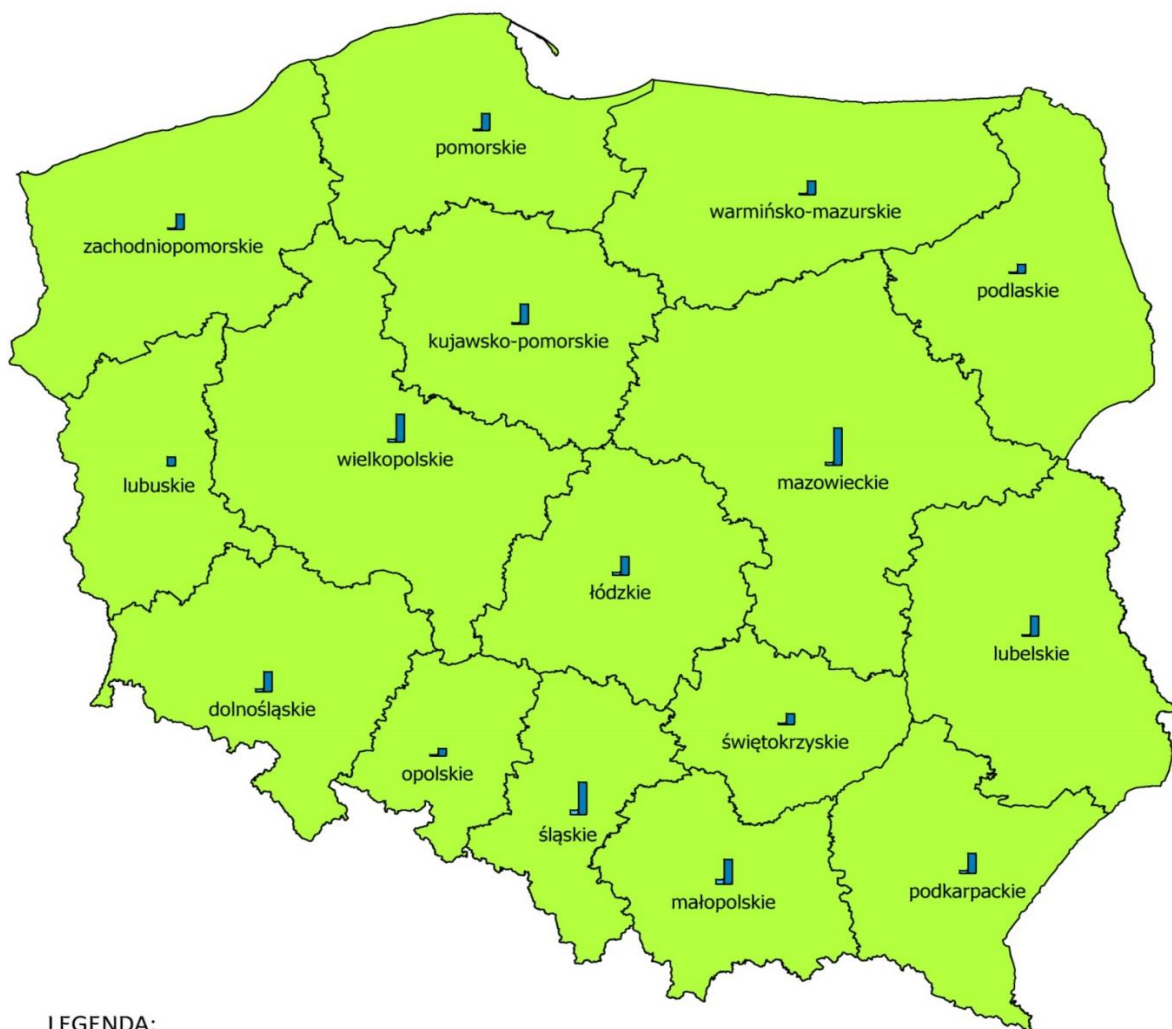 pomorskie
warmińsko-mazurskie
zachodniopomorskie
podlaskie
kujawsko-pomorskie
wielkopolskie
mazowieckie
lubuskie
łódzkie
lubelskie
dolnośląskie
świętokrzyskie
opolskie
śląskie
podkarpackie
małopolskie
LEGENDA: